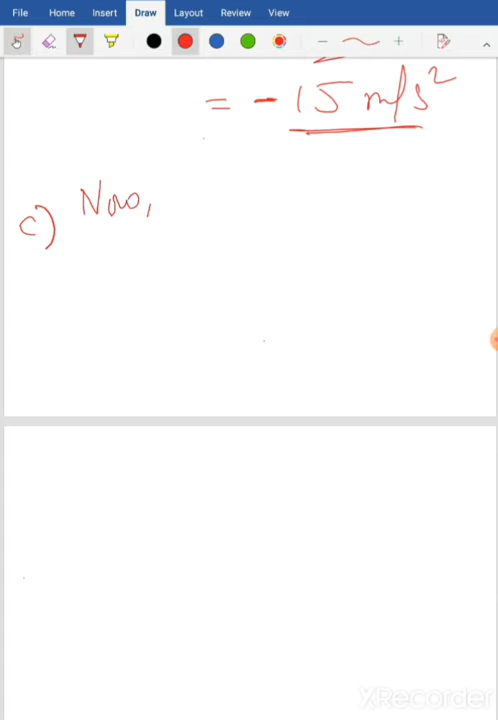 File Home Insert Draw Layout Review View
= - 15 m/s²
c) Now,
XRecorder